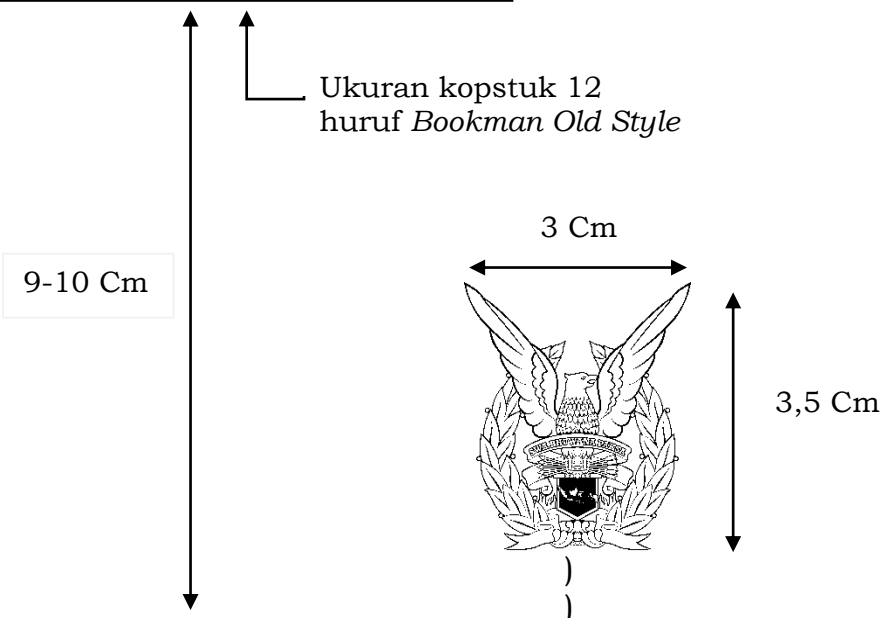 Ukuran kopstuk 12
huruf Bookman Old Style
3 Cm
9-10 Cm
3,5 Cm
)
)